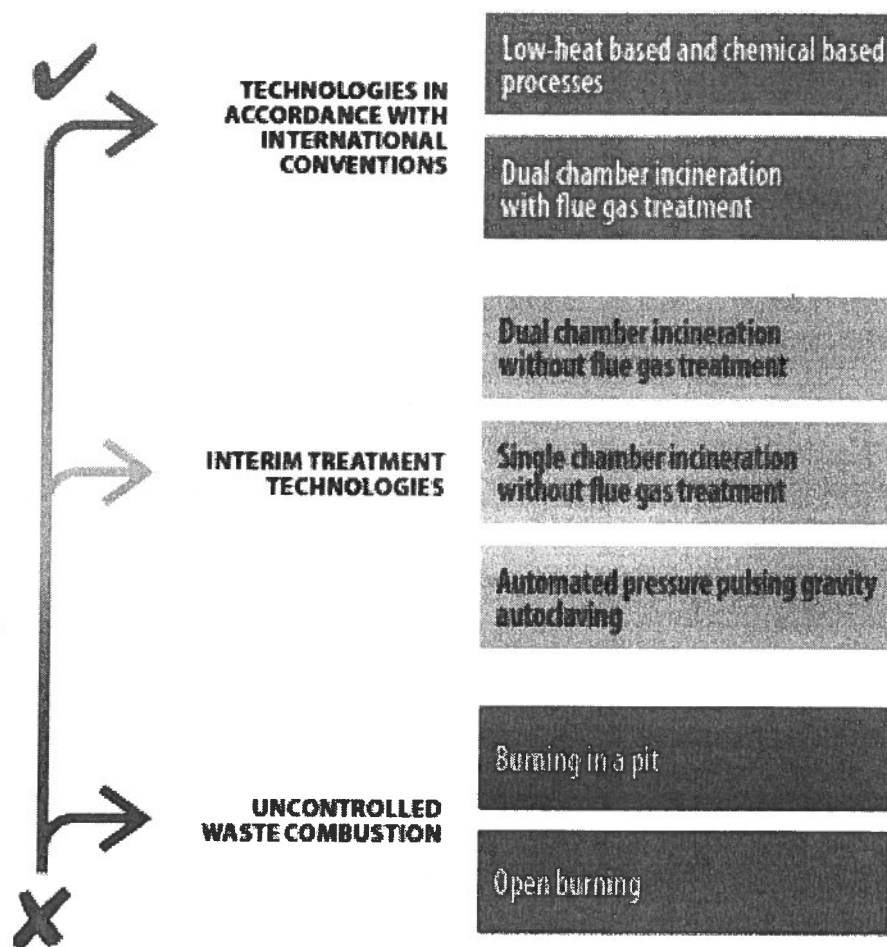 TECHNOLOGIES IN
ACCORDANCE WITH
INTERNATIONAL
CONVENTIONS
Low-heat based and chemical based
processes
Dual chamber incineration
with flue gas treatment
INTERIM TREATMENT
TECHNOLOGIES
Dual chamber incineration
without flue gas treatment
Single chamber incineration
without flue gas treatment
Automated pressure pulsing gravity
autoclaving
UNCONTROLLED
WASTE COMBUSTION
Burning in a pit
Open burning